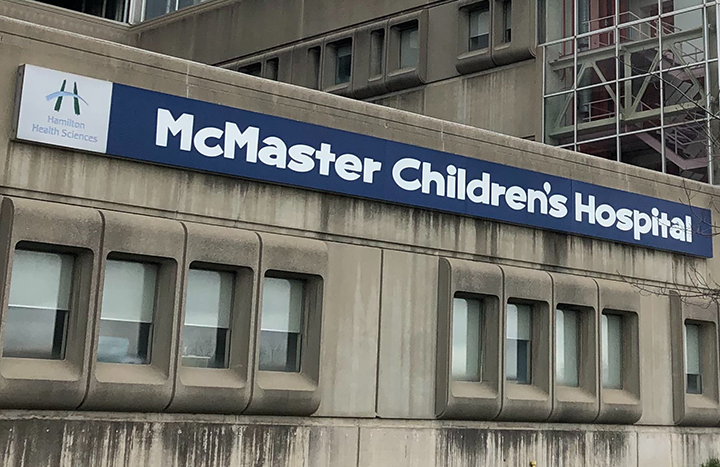 Hamilton
Health Sciences
McMaster Children's Hospital